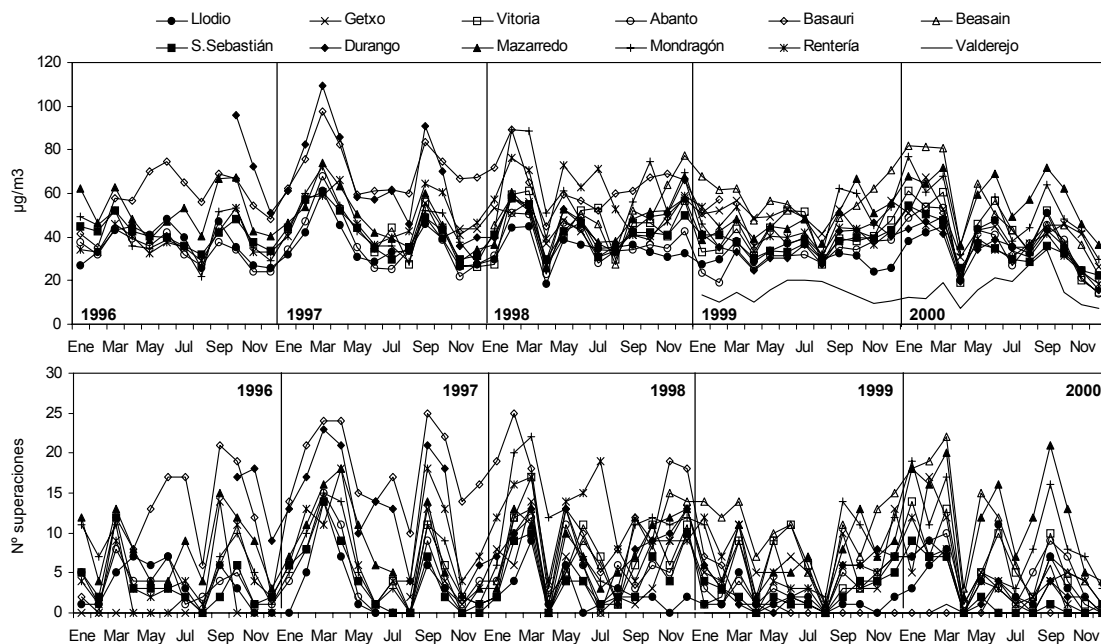 Llodio Getxo Vitoria Abanto Basauri Beasain
S.Sebastián Durango Mazarredo Mondragón Rentería Valderejo
120
100
80
60
40
20
0
µg/m3
1996 1997 1998 1999 2000
Ene Mar May Jul Sep Nov Ene Mar May Jul Sep Nov Ene Mar May Jul Sep Nov Ene Mar May Jul Sep Nov Ene Mar May Jul Sep Nov
30
25
20
15
10
5
0
Nº superaciones
1996 1997 1998 1999 2000
Ene Mar May Jul Sep Nov Ene Mar May Jul Sep Nov Ene Mar May Jul Sep Nov Ene Mar May Jul Sep Nov Ene Mar May Jul Sep Nov